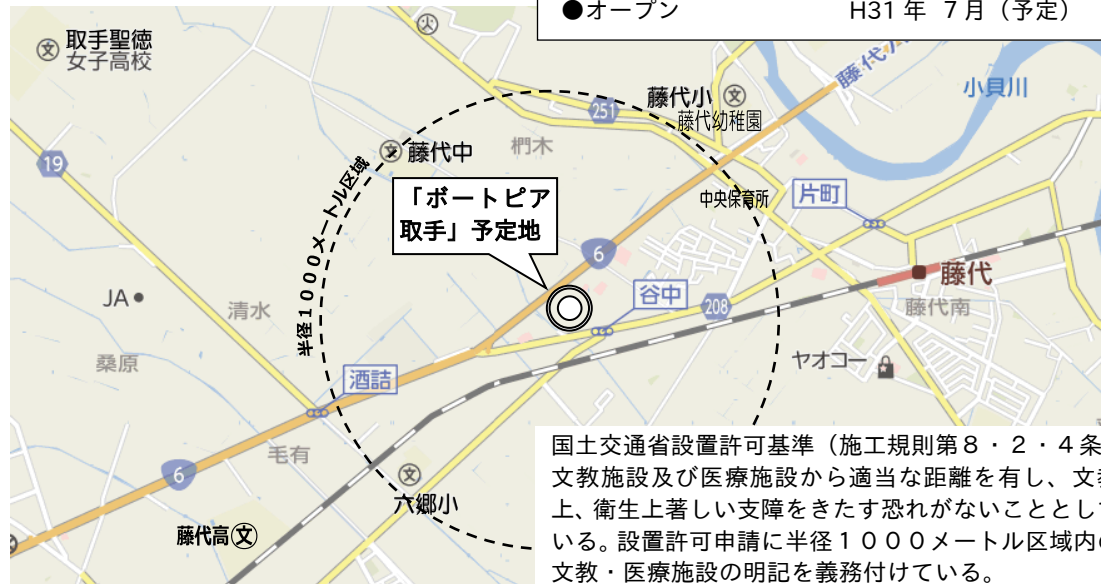 ●オープン　H31年 7月（予定）
取手聖徳
女子高校
小貝川
251
藤代小
藤代幼稚園
藤代中
椚木
19
半径１０００メートル区域
「ボートピア
取手」予定地
中央保育所
片町
6
谷中
208
藤代
藤代南
JA
清水
桑原
酒詰
ヤオコー
毛有
6
六郷小
藤代高
国土交通省設置許可基準（施工規則第８・２・４条
文教施設及び医療施設から適当な距離を有し、文教
上、衛生上著しい支障をきたす恐れがないこととして
いる。設置許可申請に半径１０００メートル区域内の
文教・医療施設の明記を義務付けている。